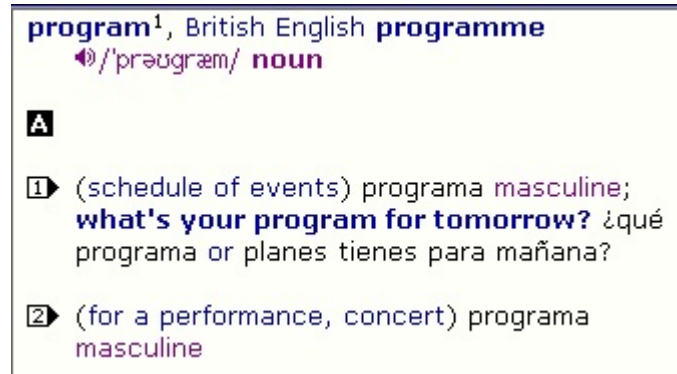 program¹, British English programme
/ˈprəʊgræm/ noun
A
1 (schedule of events) programa masculine;
what's your program for tomorrow? ¿qué
programa or planes tienes para mañana?
2 (for a performance, concert) programa
masculine